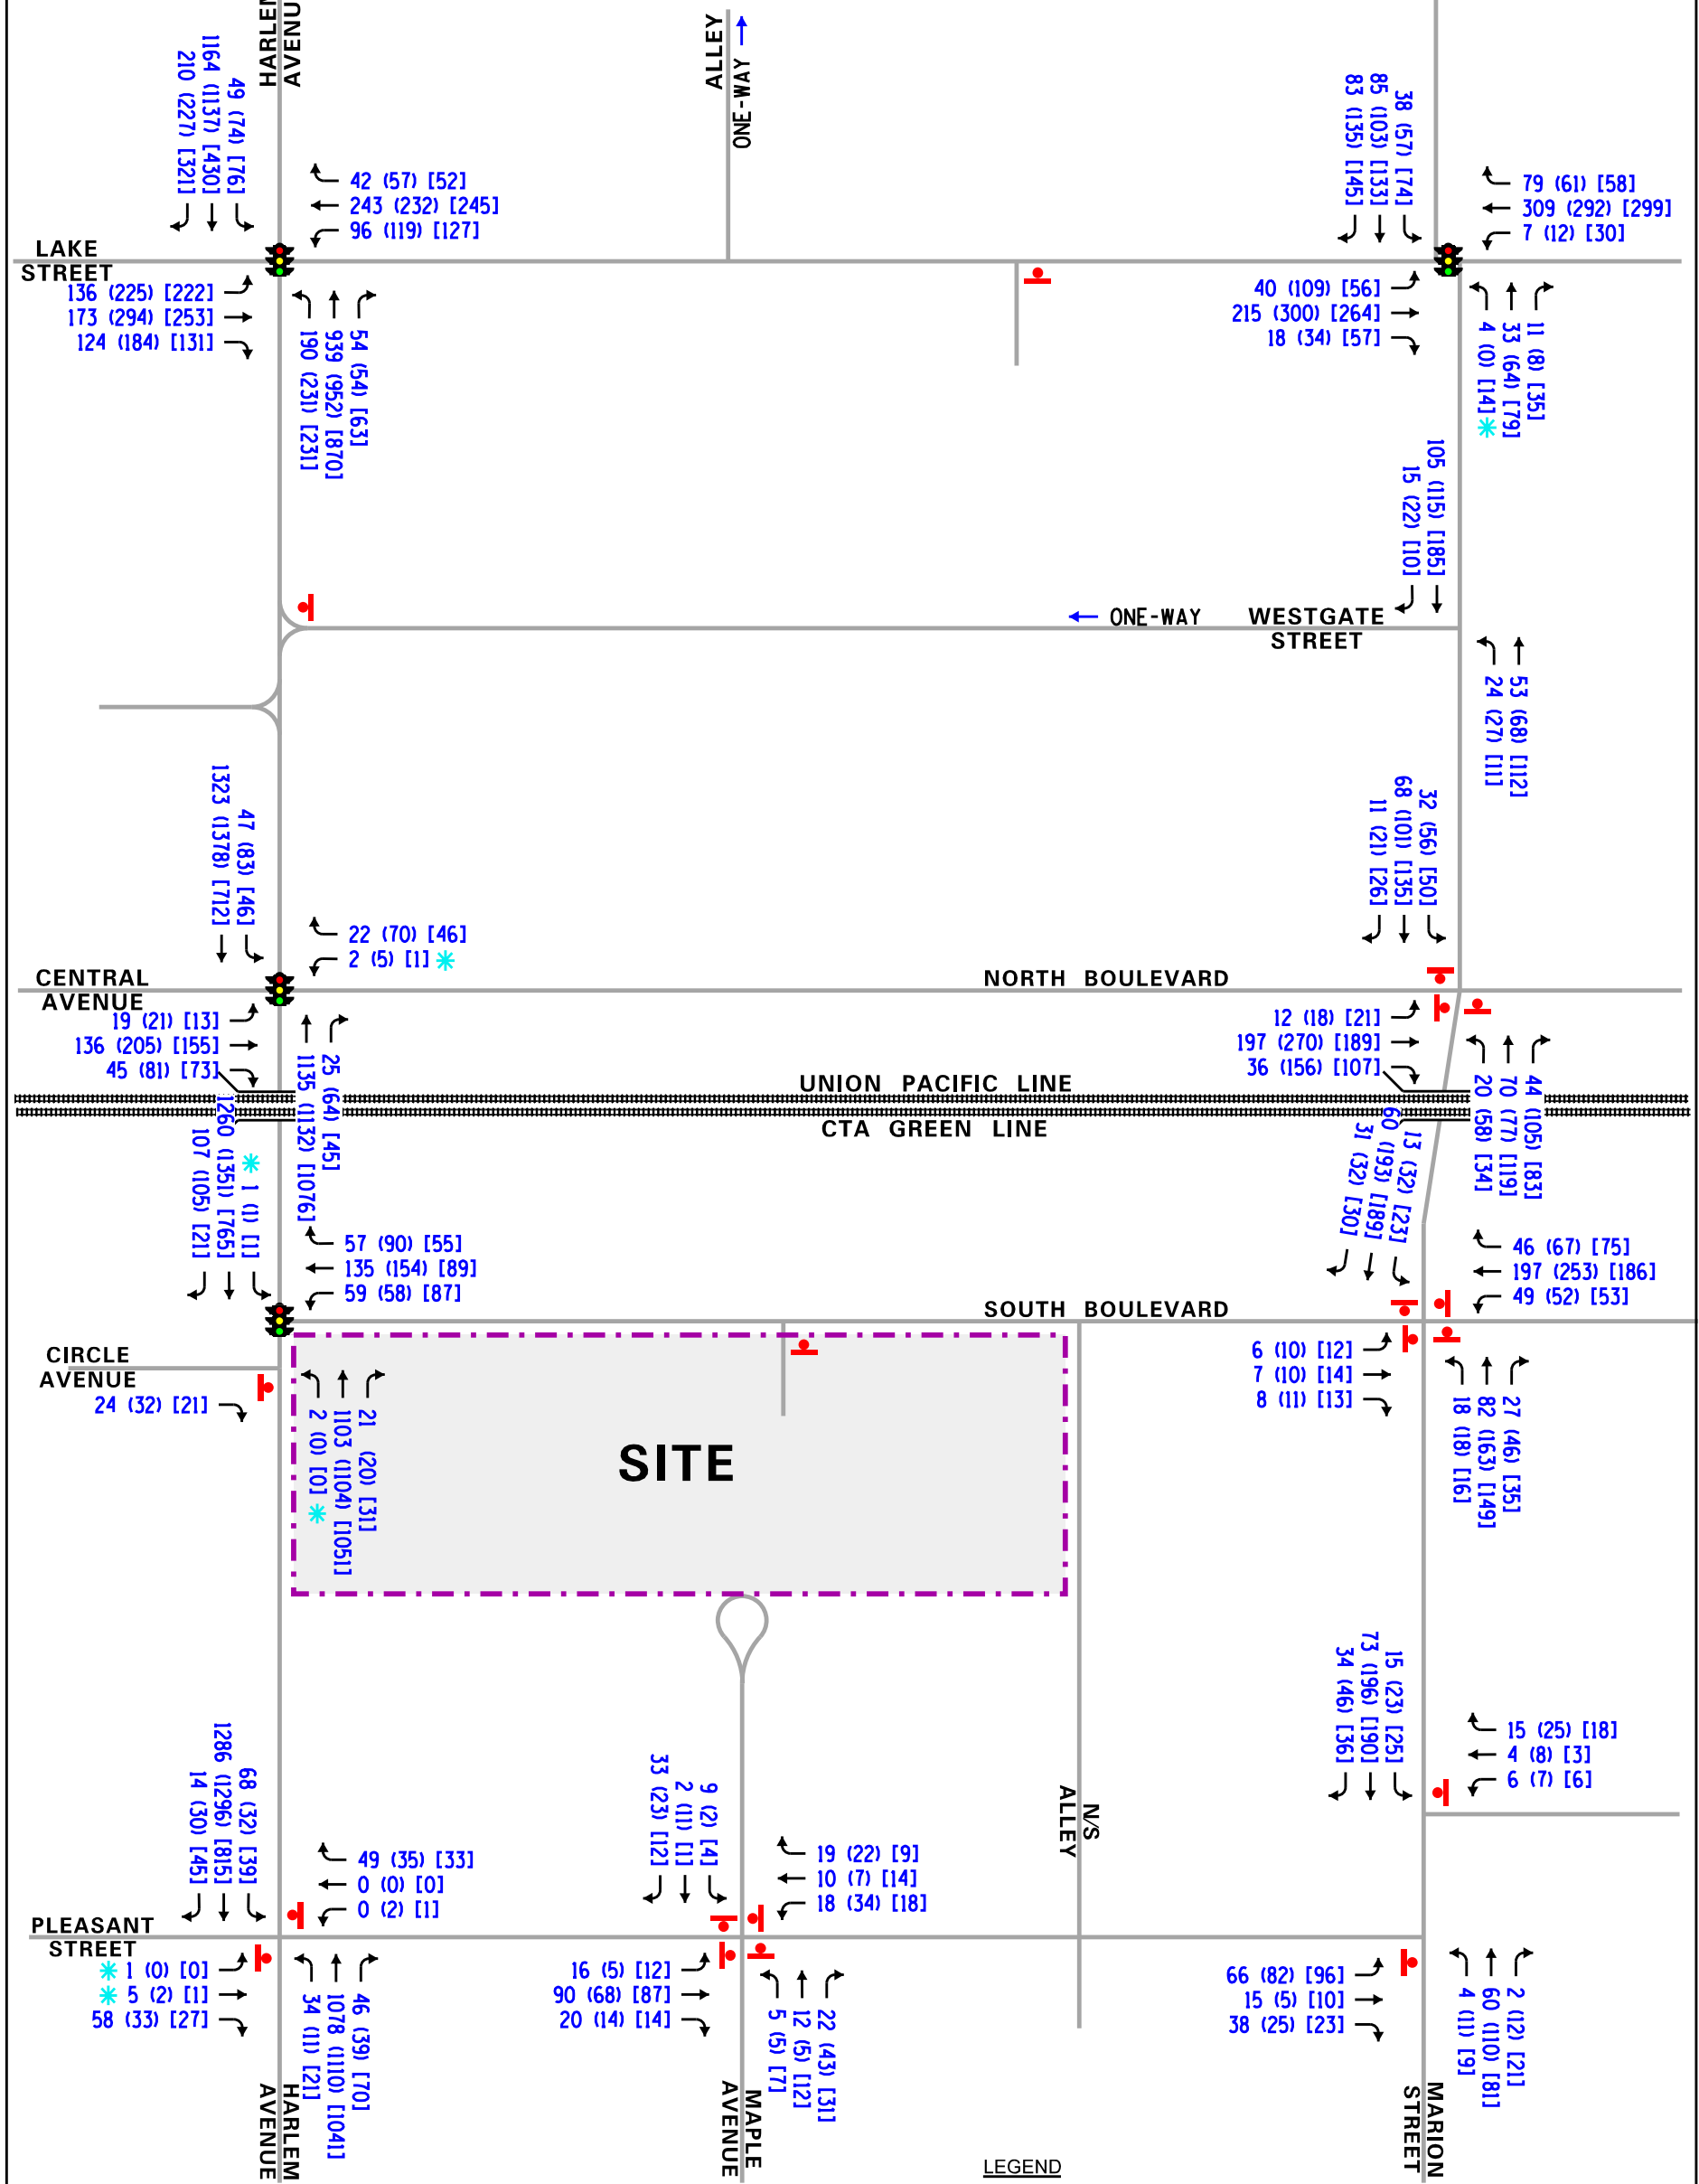 HARLEM
AVENUE
ALLEY
ONE-WAY
49 (74) [76]
1164 (1137) [430]
210 (227) [321]
42 (57) [52]
243 (232) [245]
96 (119) [127]
38 (57) [74]
85 (103) [133]
83 (135) [145]
79 (61) [58]
309 (292) [299]
7 (12) [30]
LAKE
STREET
136 (225) [222]
173 (294) [253]
124 (184) [131]
54 (54) [63]
939 (952) [870]
190 (231) [231]
40 (109) [56]
215 (300) [264]
18 (34) [57]
11 (8) [35]
33 (64) [79]
4 (0) [14] *
105 (115) [185]
15 (22) [10]
ONE-WAY
WESTGATE
STREET
53 (68) [112]
24 (27) [11]
47 (83) [46]
1323 (1378) [712]
22 (70) [46]
2 (5) [1] *
32 (56) [50]
68 (101) [135]
11 (21) [26]
CENTRAL
AVENUE
NORTH BOULEVARD
19 (21) [13]
136 (205) [155]
45 (81) [73]
25 (64) [45]
1135 (1132) [1076]
12 (18) [21]
197 (270) [189]
36 (156) [107]
44 (105) [83]
70 (77) [119]
20 (58) [34]
UNION PACIFIC LINE
CTA GREEN LINE
* 1 (1) [1]
1260 (1351) [765]
107 (105) [21]
57 (90) [55]
135 (154) [89]
59 (58) [87]
13 (32) [23]
60 (193) [189]
31 (32) [30]
46 (67) [75]
197 (253) [186]
49 (52) [53]
SOUTH BOULEVARD
CIRCLE
AVENUE
24 (32) [21]
21 (20) [31]
1103 (1104) [1051]
2 (0) [0] *
SITE
6 (10) [12]
7 (10) [14]
8 (11) [13]
27 (46) [35]
82 (163) [149]
18 (18) [16]
15 (23) [25]
73 (196) [190]
34 (46) [36]
15 (25) [18]
4 (8) [3]
6 (7) [6]
N/S
ALLEY
68 (32) [39]
1286 (1296) [815]
14 (30) [45]
49 (35) [33]
0 (0) [0]
0 (2) [1]
9 (2) [4]
2 (11) [1]
33 (23) [12]
19 (22) [9]
10 (7) [14]
18 (34) [18]
PLEASANT
STREET
* 1 (0) [0]
* 5 (2) [1]
58 (33) [27]
46 (39) [70]
1078 (1110) [1041]
34 (11) [21]
16 (5) [12]
90 (68) [87]
20 (14) [14]
22 (43) [31]
12 (5) [12]
5 (5) [7]
66 (82) [96]
15 (5) [10]
38 (25) [23]
2 (12) [21]
60 (110) [81]
4 (11) [9]
HARLEM
AVENUE
MAPLE
AVENUE
MARION
STREET
LEGEND